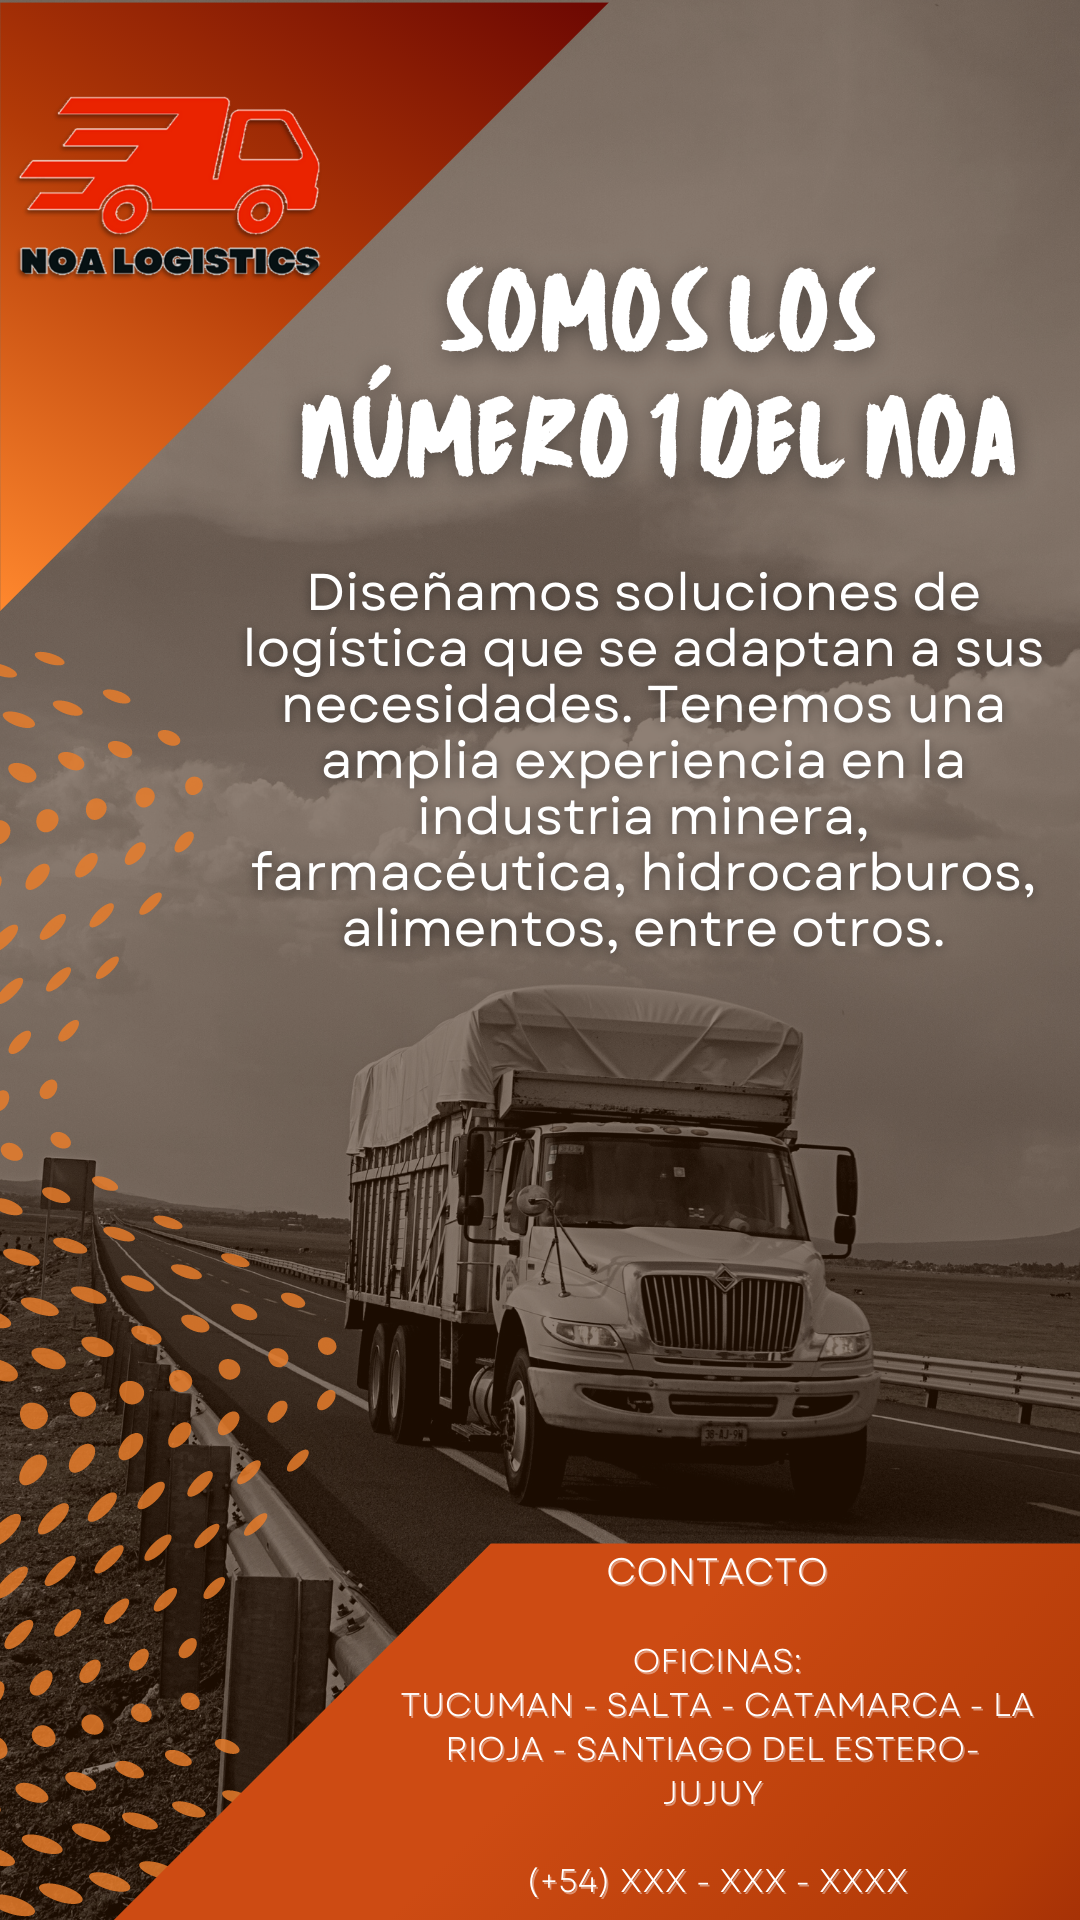 NOA LOGISTICS
SOMOS LOS
NÚMERO 1 DEL NOA
Diseñamos soluciones de
logística que se adaptan a sus
necesidades. Tenemos una
amplia experiencia en la
industria minera,
farmacéutica, hidrocarburos,
alimentos, entre otros.
CONTACTO
OFICINAS:
TUCUMAN - SALTA - CATAMARCA - LA
RIOJA - SANTIAGO DEL ESTERO-
JUJUY
(+54) XXX - XXX - XXXX